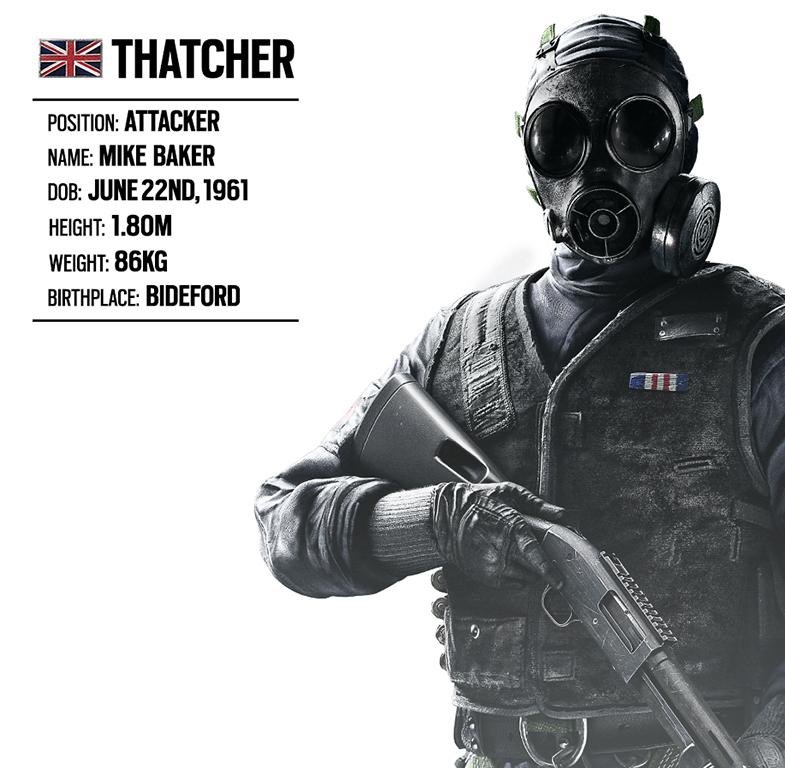 THATCHER
POSITION: ATTACKER
NAME: MIKE BAKER
DOB: JUNE 22ND, 1961
HEIGHT: 1.80M
WEIGHT: 86KG
BIRTHPLACE: BIDEFORD